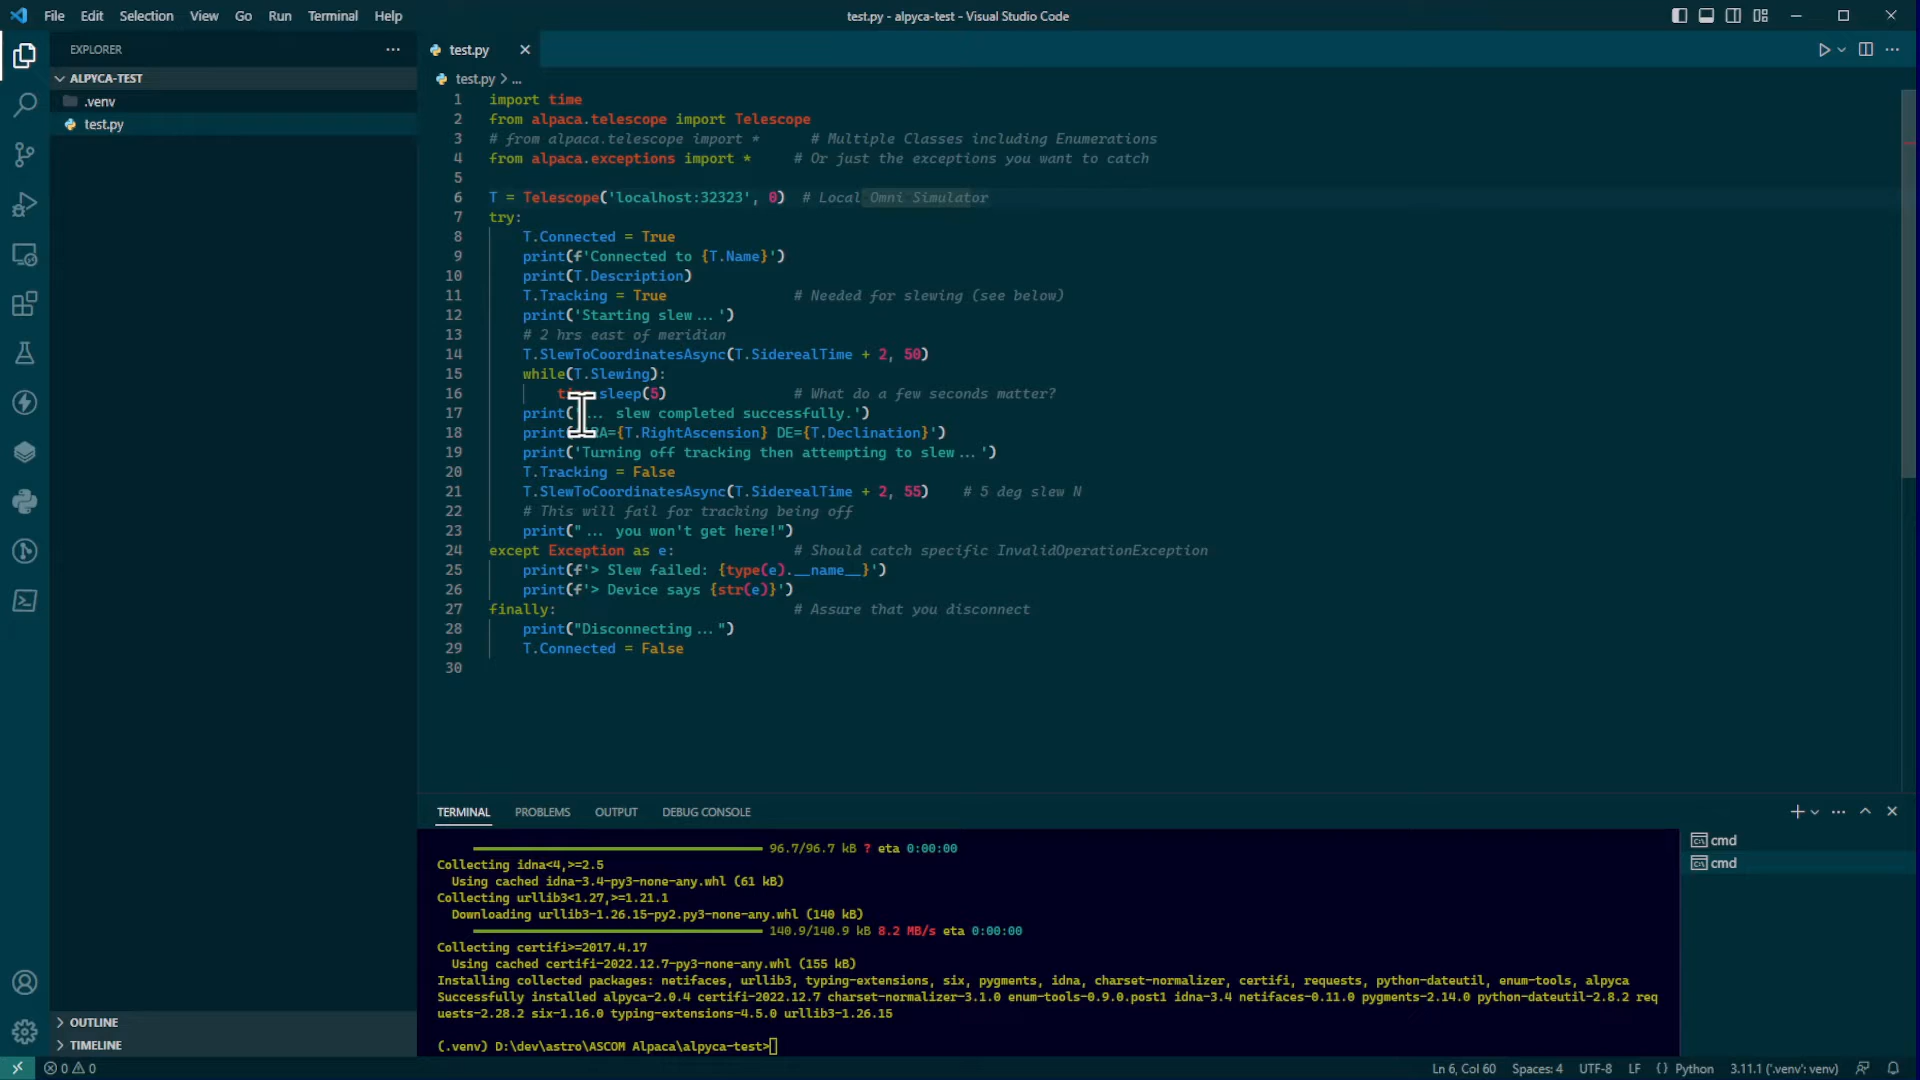 File Edit Selection View Go Run Terminal Help
test.py - alpyca-test - Visual Studio Code
EXPLORER
ALPYCA-TEST
.venv
test.py
OUTLINE
TIMELINE
test.py
test.py > ...
1 import time
2 from alpaca.telescope import Telescope
3 # from alpaca.telescope import * # Multiple Classes including Enumerations
4 from alpaca.exceptions import * # Or just the exceptions you want to catch
5
6 T = Telescope('localhost:32323', 0) # Local Omni Simulator
7 try:
8 T.Connected = True
9 print(f'Connected to {T.Name}')
10 print(T.Description)
11 T.Tracking = True # Needed for slewing (see below)
12 print('Starting slew...')
13 # 2 hrs east of meridian
14 T.SlewToCoordinatesAsync(T.SiderealTime + 2, 50)
15 while(T.Slewing):
16 sleep(5) # What do a few seconds matter?
17 print('... slew completed successfully.')
18 print RA={T.RightAscension} DE={T.Declination}')
19 print('Turning off tracking then attempting to slew...')
20 T.Tracking = False
21 T.SlewToCoordinatesAsync(T.SiderealTime + 2, 55) # 5 deg slew N
22 # This will fail for tracking being off
23 print("... you won't get here!")
24 except Exception as e: # Should catch specific InvalidOperationException
25 print(f'> Slew failed: {type(e).__name__}')
26 print(f'> Device says {str(e)}')
27 finally: # Assure that you disconnect
28 print("Disconnecting...")
29 T.Connected = False
30
TERMINAL PROBLEMS OUTPUT DEBUG CONSOLE
96.7/96.7 kB ? eta 0:00:00
Collecting idna<4,>=2.5
Using cached idna-3.4-py3-none-any.whl (61 kB)
Collecting urllib3<1.27,>=1.21.1
Downloading urllib3-1.26.15-py2.py3-none-any.whl (140 kB)
140.9/140.9 kB 8.2 MB/s eta 0:00:00
Collecting certifi>=2017.4.17
Using cached certifi-2022.12.7-py3-none-any.whl (155 kB)
Installing collected packages: netifaces, urllib3, typing-extensions, six, pygments, idna, charset-normalizer, certifi, requests, python-dateutil, enum-tools, alpyca
Successfully installed alpyca-2.0.4 certifi-2022.12.7 charset-normalizer-3.1.0 enum-tools-0.9.0.post1 idna-3.4 netifaces-0.11.0 pygments-2.14.0 python-dateutil-2.8.2 req
uests-2.28.2 six-1.16.0 typing-extensions-4.5.0 urllib3-1.26.15
(.venv) D:\dev\astro\ASCOM Alpaca\alpyca-test>
cmd
cmd
0 0
Ln 6, Col 60 Spaces: 4 UTF-8 LF { } Python 3.11.1 ('.venv': venv)